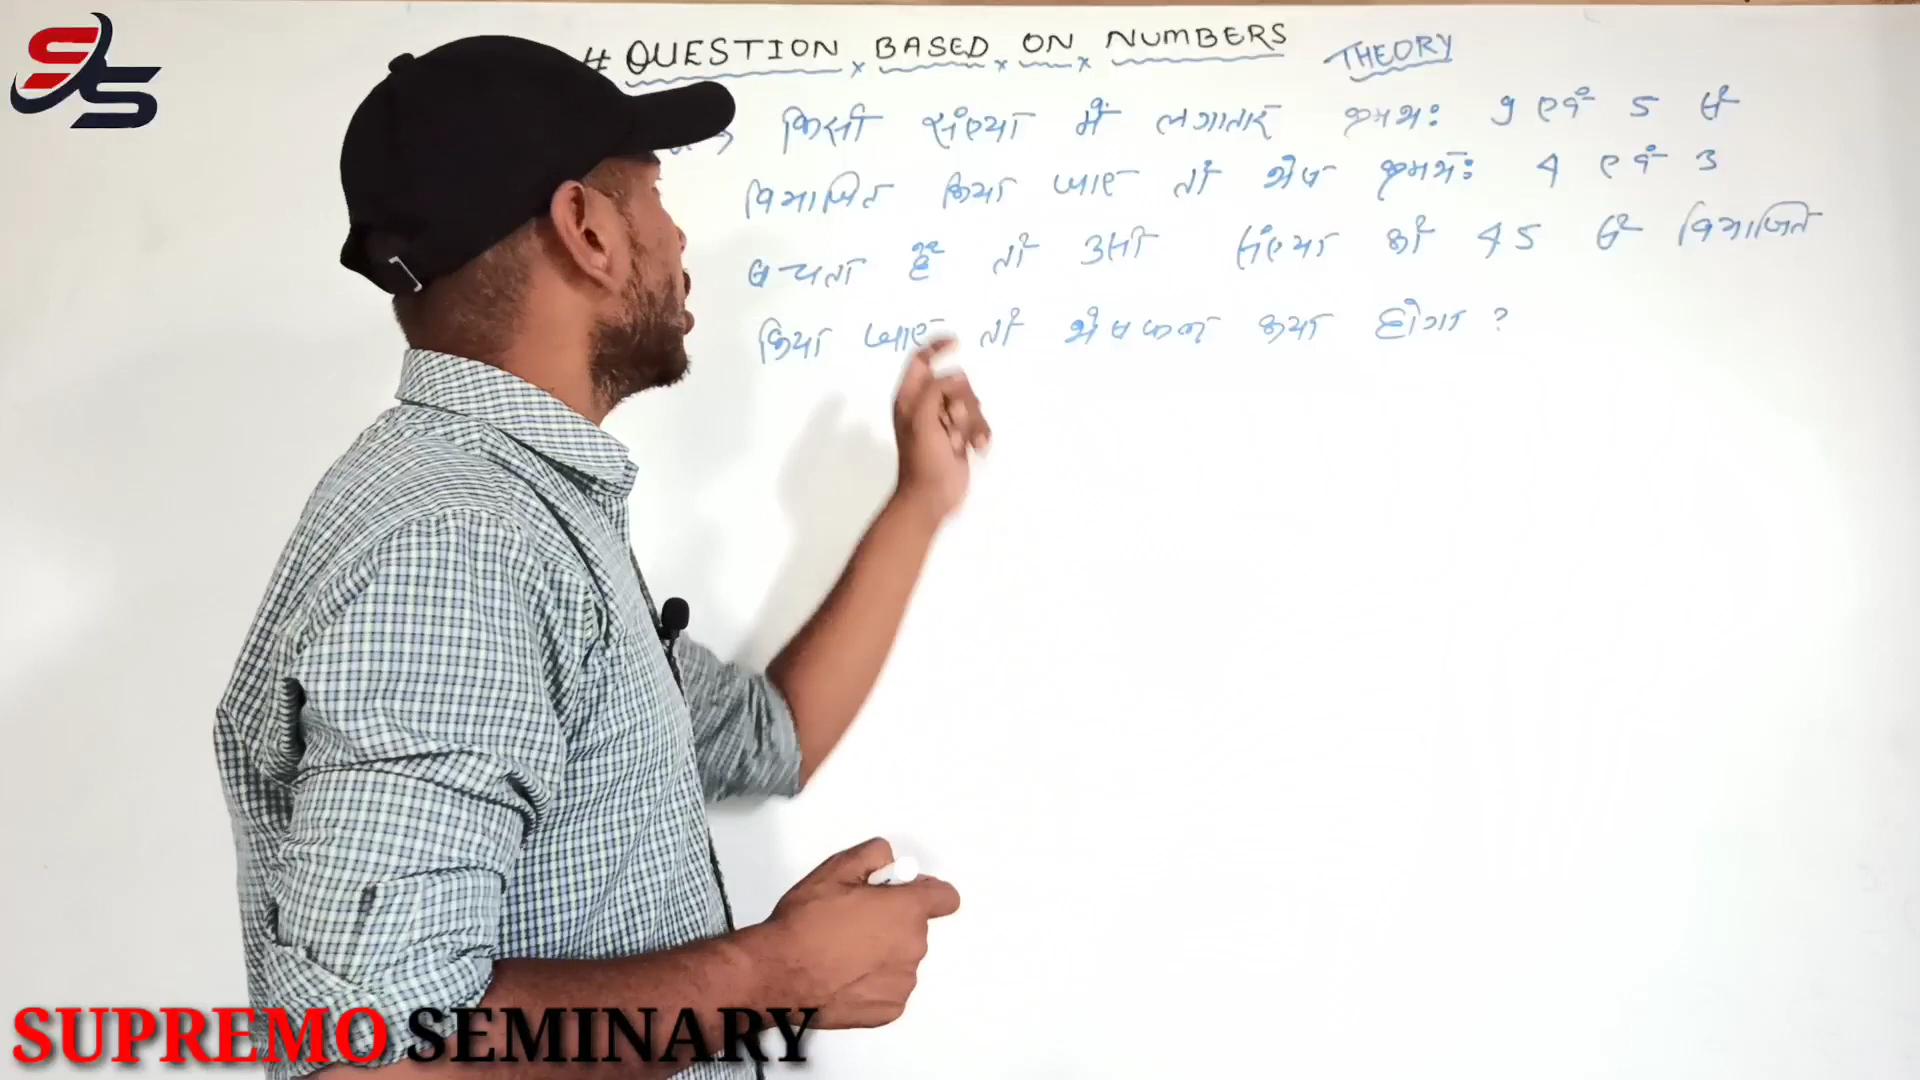 SS
# QUESTION BASED ON NUMBERS THEORY
→ किसी संख्या में लगातार क्रमशः 9 एवं 5 से
विभाजित किया जाए तो शेष क्रमशः 4 एवं 3
बचता है तो उसी संख्या को 45 से विभाजित
किया जाए तो शेषफल क्या होगा ?
SUPREMO SEMINARY